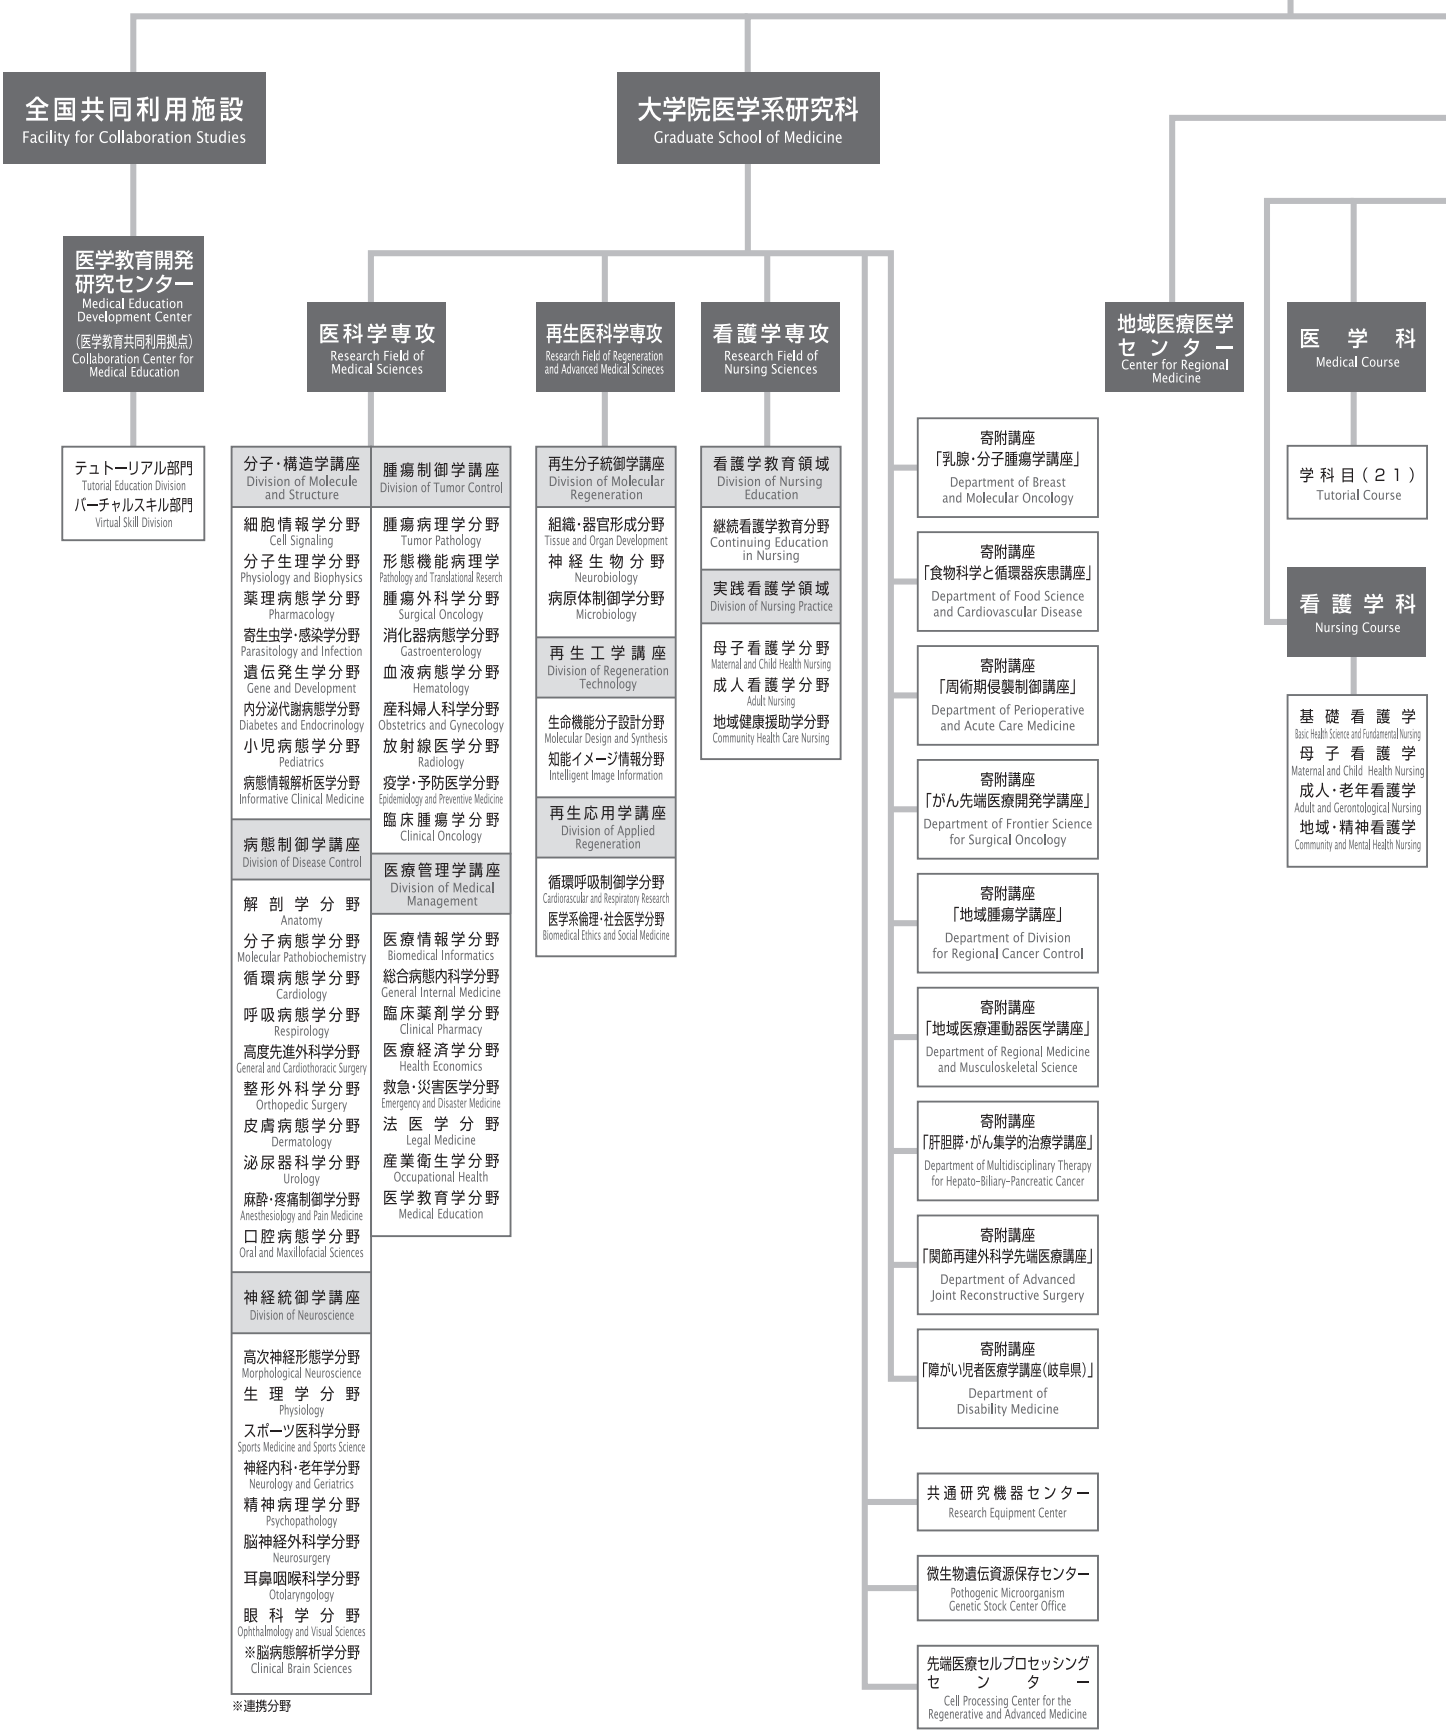 全国共同利用施設
Facility for Collaboration Studies
医学教育開発
研究センター
Medical Education
Development Center
(医学教育共同利用拠点)
Collaboration Center for
Medical Education
テュトーリアル部門
Tutorial Education Division
バーチャルスキル部門
Virtual Skill Division
大学院医学系研究科
Graduate School of Medicine
医科学専攻
Research Field of
Medical Sciences
分子・構造学講座
Division of Molecule
and Structure
細胞情報学分野
Cell Signaling
分子生理学分野
Physiology and Biophysics
薬理病態学分野
Pharmacology
寄生虫学・感染学分野
Parasitology and Infection
遺伝発生学分野
Gene and Development
内分泌代謝病態学分野
Diabetes and Endocrinology
小児病態学分野
Pediatrics
病態情報解析医学分野
Informative Clinical Medicine
病態制御学講座
Division of Disease Control
解剖学分野
Anatomy
分子病態学分野
Molecular Pathobiochemistry
循環病態学分野
Cardiology
呼吸病態学分野
Respirology
高度先進外科学分野
General and Cardiothoracic Surgery
整形外科学分野
Orthopedic Surgery
皮膚病態学分野
Dermatology
泌尿器科学分野
Urology
麻酔・疼痛制御学分野
Anesthesiology and Pain Medicine
口腔病態学分野
Oral and Maxillofacial Sciences
神経統御学講座
Division of Neuroscience
高次神経形態学分野
Morphological Neuroscience
生理学分野
Physiology
スポーツ医科学分野
Sports Medicine and Sports Science
神経内科・老年学分野
Neurology and Geriatrics
精神病理学分野
Psychopathology
脳神経外科学分野
Neurosurgery
耳鼻咽喉科学分野
Otolaryngology
眼科学分野
Ophthalmology and Visual Sciences
※脳病態解析学分野
Clinical Brain Sciences
※連携分野
腫瘍制御学講座
Division of Tumor Control
腫瘍病理学分野
Tumor Pathology
形態機能病理学
Pathology and Translational Reserch
腫瘍外科学分野
Surgical Oncology
消化器病態学分野
Gastroenterology
血液病態学分野
Hematology
産科婦人科学分野
Obstetrics and Gynecology
放射線医学分野
Radiology
疫学・予防医学分野
Epidemiology and Preventive Medicine
臨床腫瘍学分野
Clinical Oncology
医療管理学講座
Division of Medical
Management
医療情報学分野
Biomedical Informatics
総合病態内科学分野
General Internal Medicine
臨床薬剤学分野
Clinical Pharmacy
医療経済学分野
Health Economics
救急・災害医学分野
Emergency and Disaster Medicine
法医学分野
Legal Medicine
産業衛生学分野
Occupational Health
医学教育学分野
Medical Education
再生医科学専攻
Research Field of Regeneration
and Advanced Medical Scineces
再生分子統御学講座
Division of Molecular
Regeneration
組織・器官形成分野
Tissue and Organ Development
神経生物分野
Neurobiology
病原体制御学分野
Microbiology
再生工学講座
Division of Regeneration
Technology
生命機能分子設計分野
Molecular Design and Synthesis
知能イメージ情報分野
Intelligent Image Information
再生応用学講座
Division of Applied
Regeneration
循環呼吸制御学分野
Cardiorascular and Respiratory Research
医学系倫理・社会医学分野
Biomedical Ethics and Social Medicine
看護学専攻
Research Field of
Nursing Sciences
看護学教育領域
Division of Nursing
Education
継続看護学教育分野
Continuing Education
in Nursing
実践看護学領域
Division of Nursing Practice
母子看護学分野
Maternal and Child Health Nursing
成人看護学分野
Adult Nursing
地域健康援助学分野
Community Health Care Nursing
寄附講座
「乳腺・分子腫瘍学講座」
Department of Breast
and Molecular Oncology
寄附講座
「食物科学と循環器疾患講座」
Department of Food Science
and Cardiovascular Disease
寄附講座
「周術期侵襲制御講座」
Department of Perioperative
and Acute Care Medicine
寄附講座
「がん先端医療開発学講座」
Department of Frontier Science
for Surgical Oncology
寄附講座
「地域腫瘍学講座」
Department of Division
for Regional Cancer Control
寄附講座
「地域医療運動器医学講座」
Department of Regional Medicine
and Musculoskeletal Science
寄附講座
「肝胆膵・がん集学的治療学講座」
Department of Multidisciplinary Therapy
for Hepato-Biliary-Pancreatic Cancer
寄附講座
「関節再建外科学先端医療講座」
Department of Advanced
Joint Reconstructive Surgery
寄附講座
「障がい児者医療学講座(岐阜県)」
Department of
Disability Medicine
共通研究機器センター
Research Equipment Center
微生物遺伝資源保存センター
Pothogenic Microorganism
Genetic Stock Center Office
先端医療セルプロセッシング
センター
Cell Processing Center for the
Regenerative and Advanced Medicine
地域医療医学
センター
Center for Regional
Medicine
医学科
Medical Course
学科目(21)
Tutorial Course
看護学科
Nursing Course
基礎看護学
Basic Health Science and Fundamental Nursing
母子看護学
Maternal and Child Health Nursing
成人・老年看護学
Adult and Gerontological Nursing
地域・精神看護学
Community and Mental Health Nursing